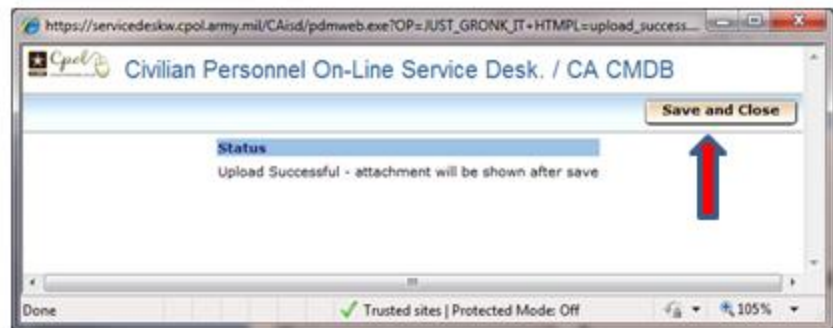 https://servicedeskw.cpol.army.mil/CAisd/pdmweb.exe?OP=JUST_GRONK_IT+HTMPL=upload_success...
Cpol Civilian Personnel On-Line Service Desk. / CA CMDB
Save and Close
Status
Upload Successful - attachment will be shown after save
Done Trusted sites | Protected Mode: Off 105%